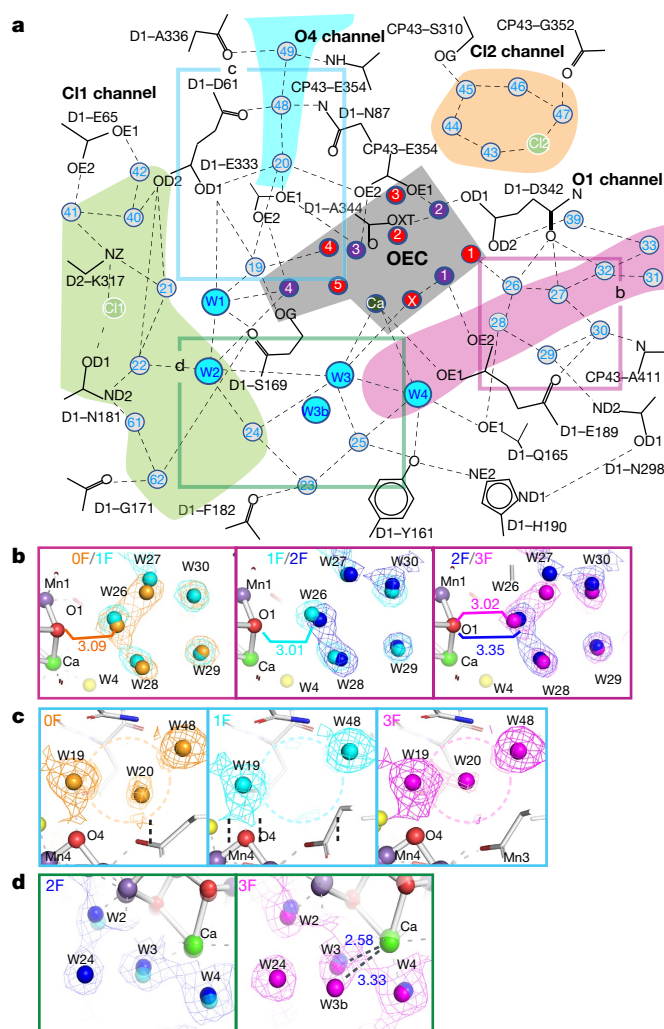 a
D1–A336
O4 channel
CP43–S310
CP43–G352
O
49
NH
OG
O
Cl2 channel
c
D1–D61
CP43–E354
Cl1 channel
O
48
N
D1–N87
45
46
47
D1–E65
O
44
Cl2
OE1
D1–E333
20
CP43–E354
43
OE2
42
OD2
OD1
OE1
OE2
3
OE1
2
OD1
D1–D342
O1 channel
N
41
40
D1–A344
OXT
O
39
OE2
O
2
OD2
33
NZ
4
3
OEC
1
32
31
D2–K317
21
19
26
27
b
Cl1
W1
4
5
Ca
X
1
28
30
OG
OE2
29
OD1
22
d
W2
O
W3
W4
OE1
CP43–A411
ND2
D1–S169
N
D1–N181
61
W3b
ND2
24
25
OE1
O
D1–E189
OD1
62
D1–Q165
O
O
23
O
NE2
D1–N298
D1–G171
D1–F182
ND1
D1–Y161
D1–H190
b
0F/1F
W27
W30
1F/2F
W27
W30
2F/3F
W27
W30
Mn1
W26
W26
Mn1
W26
O1
3.02
3.09
3.01
O1
3.35
Ca
W29
W29
Ca
W29
W4
W28
W28
W4
W28
c
0F
1F
3F
W48
W48
W48
W19
W20
W19
W19
W20
O4
O4
O4
Mn4
Mn4
Mn4
Mn3
d
2F
3F
W2
Ca
W2
Ca
W24
W3
W24
W3
2.58
W4
3.33
W4
W3b